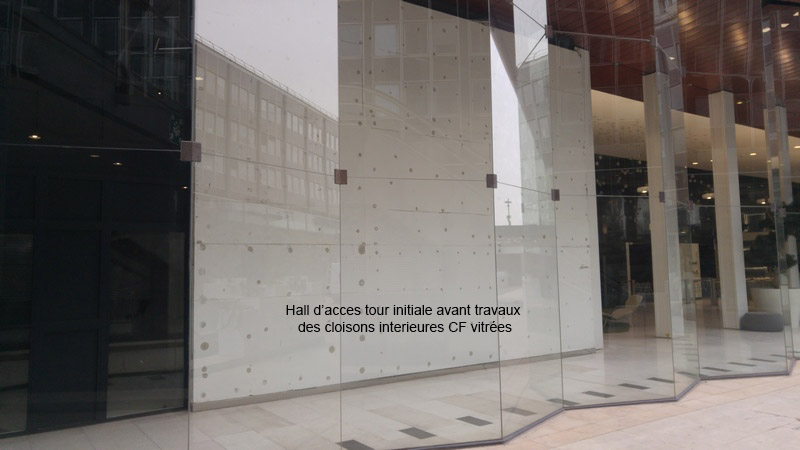 Hall d'acces tour initiale avant travaux
des cloisons interieures CF vitrées